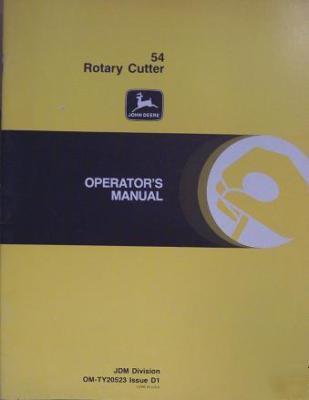 54
Rotary Cutter
JOHN DEERE
OPERATOR'S
MANUAL
JDM Division
OM-TY20523 Issue D1